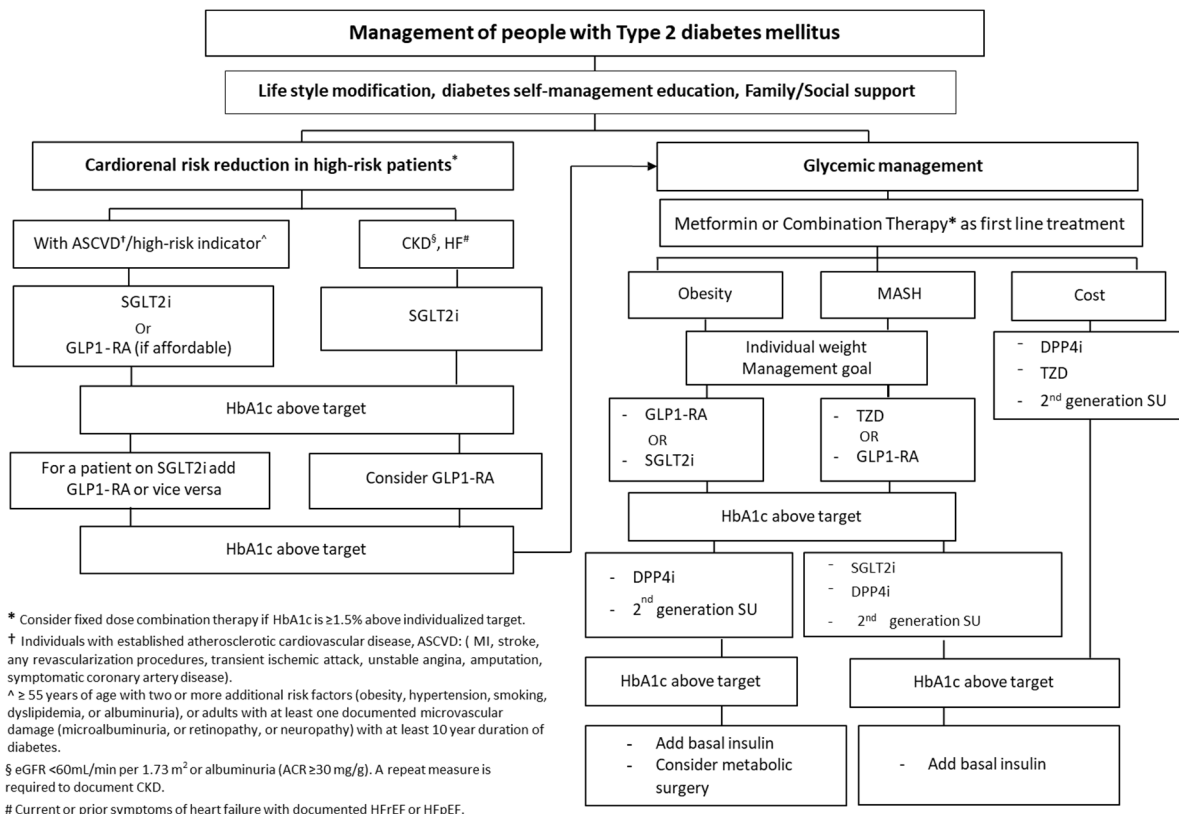 Management of people with Type 2 diabetes mellitus
Life style modification, diabetes self-management education, Family/Social support
Cardiorenal risk reduction in high-risk patients*
With ASCVD†/high-risk indicator^
CKD§, HF#
SGLT2i
Or
GLP1-RA (if affordable)
SGLT2i
HbA1c above target
For a patient on SGLT2i add
GLP1-RA or vice versa
Consider GLP1-RA
HbA1c above target
Glycemic management
Metformin or Combination Therapy* as first line treatment
Obesity
MASH
Cost
Individual weight
Management goal
- DPP4i
- TZD
- 2nd generation SU
- GLP1-RA
OR
- SGLT2i
- TZD
OR
- GLP1-RA
HbA1c above target
- DPP4i
- 2nd generation SU
- SGLT2i
- DPP4i
- 2nd generation SU
HbA1c above target
HbA1c above target
- Add basal insulin
- Consider metabolic
surgery
- Add basal insulin
* Consider fixed dose combination therapy if HbA1c is ≥1.5% above individualized target.
† Individuals with established atherosclerotic cardiovascular disease, ASCVD: ( MI, stroke,
any revascularization procedures, transient ischemic attack, unstable angina, amputation,
symptomatic coronary artery disease).
^ ≥ 55 years of age with two or more additional risk factors (obesity, hypertension, smoking,
dyslipidemia, or albuminuria), or adults with at least one documented microvascular
damage (microalbuminuria, or retinopathy, or neuropathy) with at least 10 year duration of
diabetes.
§ eGFR <60mL/min per 1.73 m² or albuminuria (ACR ≥30 mg/g). A repeat measure is
required to document CKD.
# Current or prior symptoms of heart failure with documented HFrEF or HFpEF.